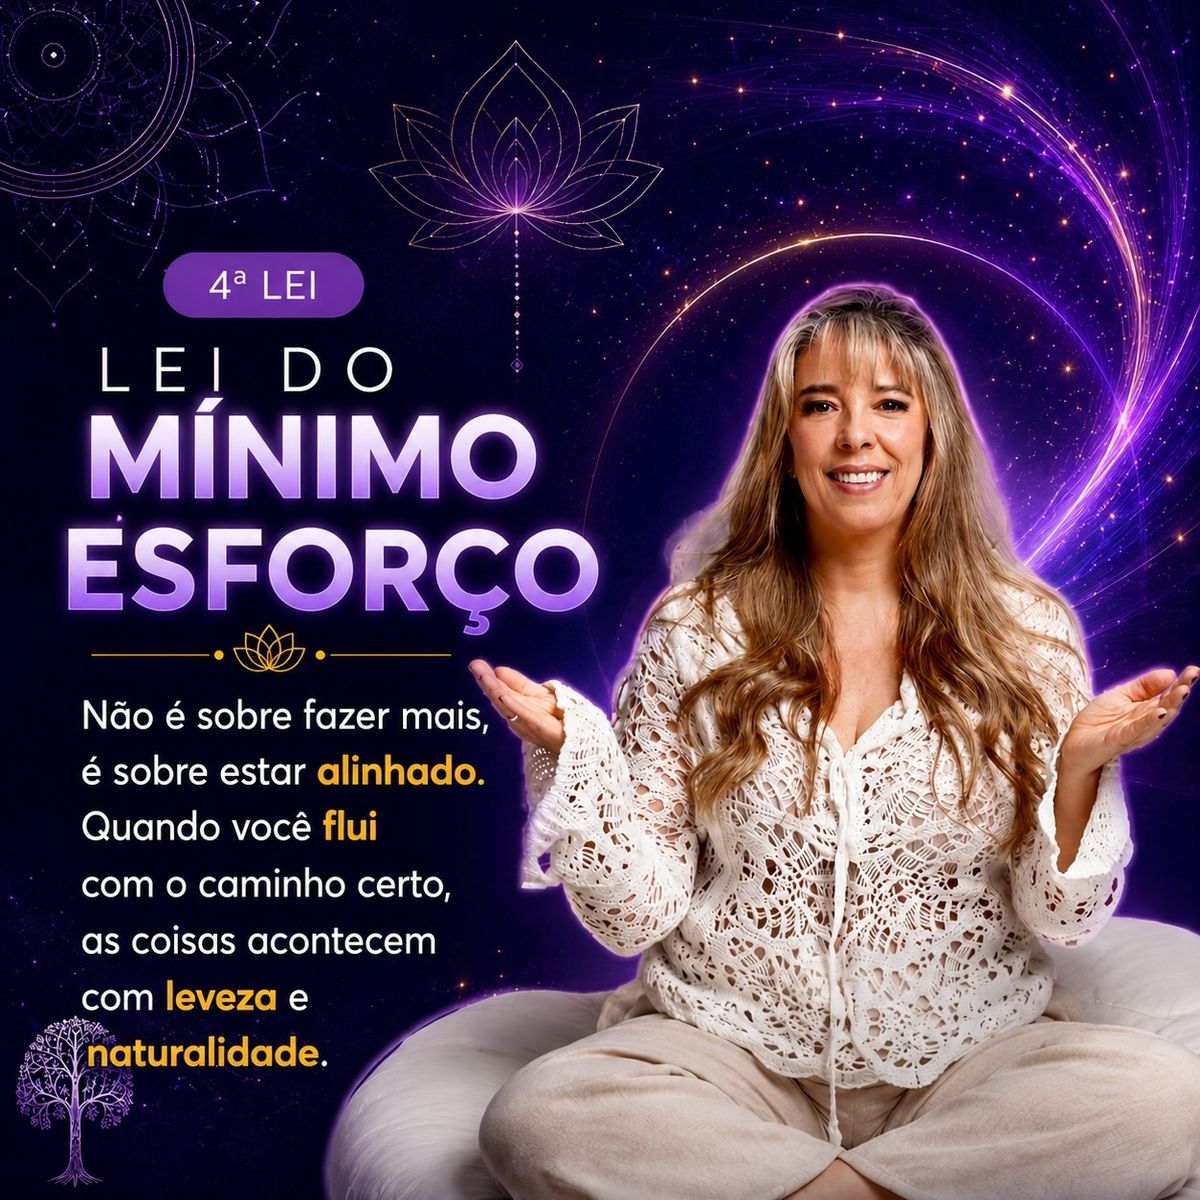 4ª LEI
LEI DO
MÍNIMO
ESFORÇO
Não é sobre fazer mais,
é sobre estar alinhado.
Quando você flui
com o caminho certo,
as coisas acontecem
com leveza e
naturalidade.